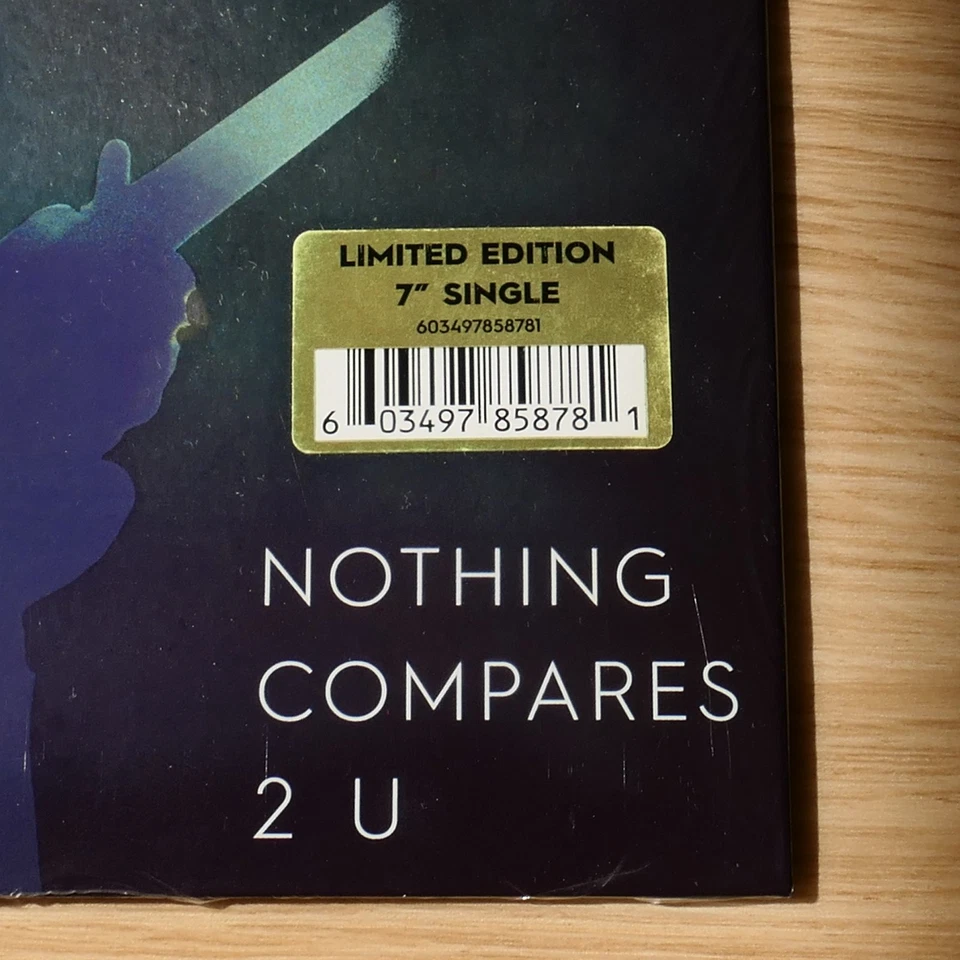 LIMITED EDITION
7" SINGLE
603497858781
6 03497 85878 1
NOTHING
COMPARES
2 U